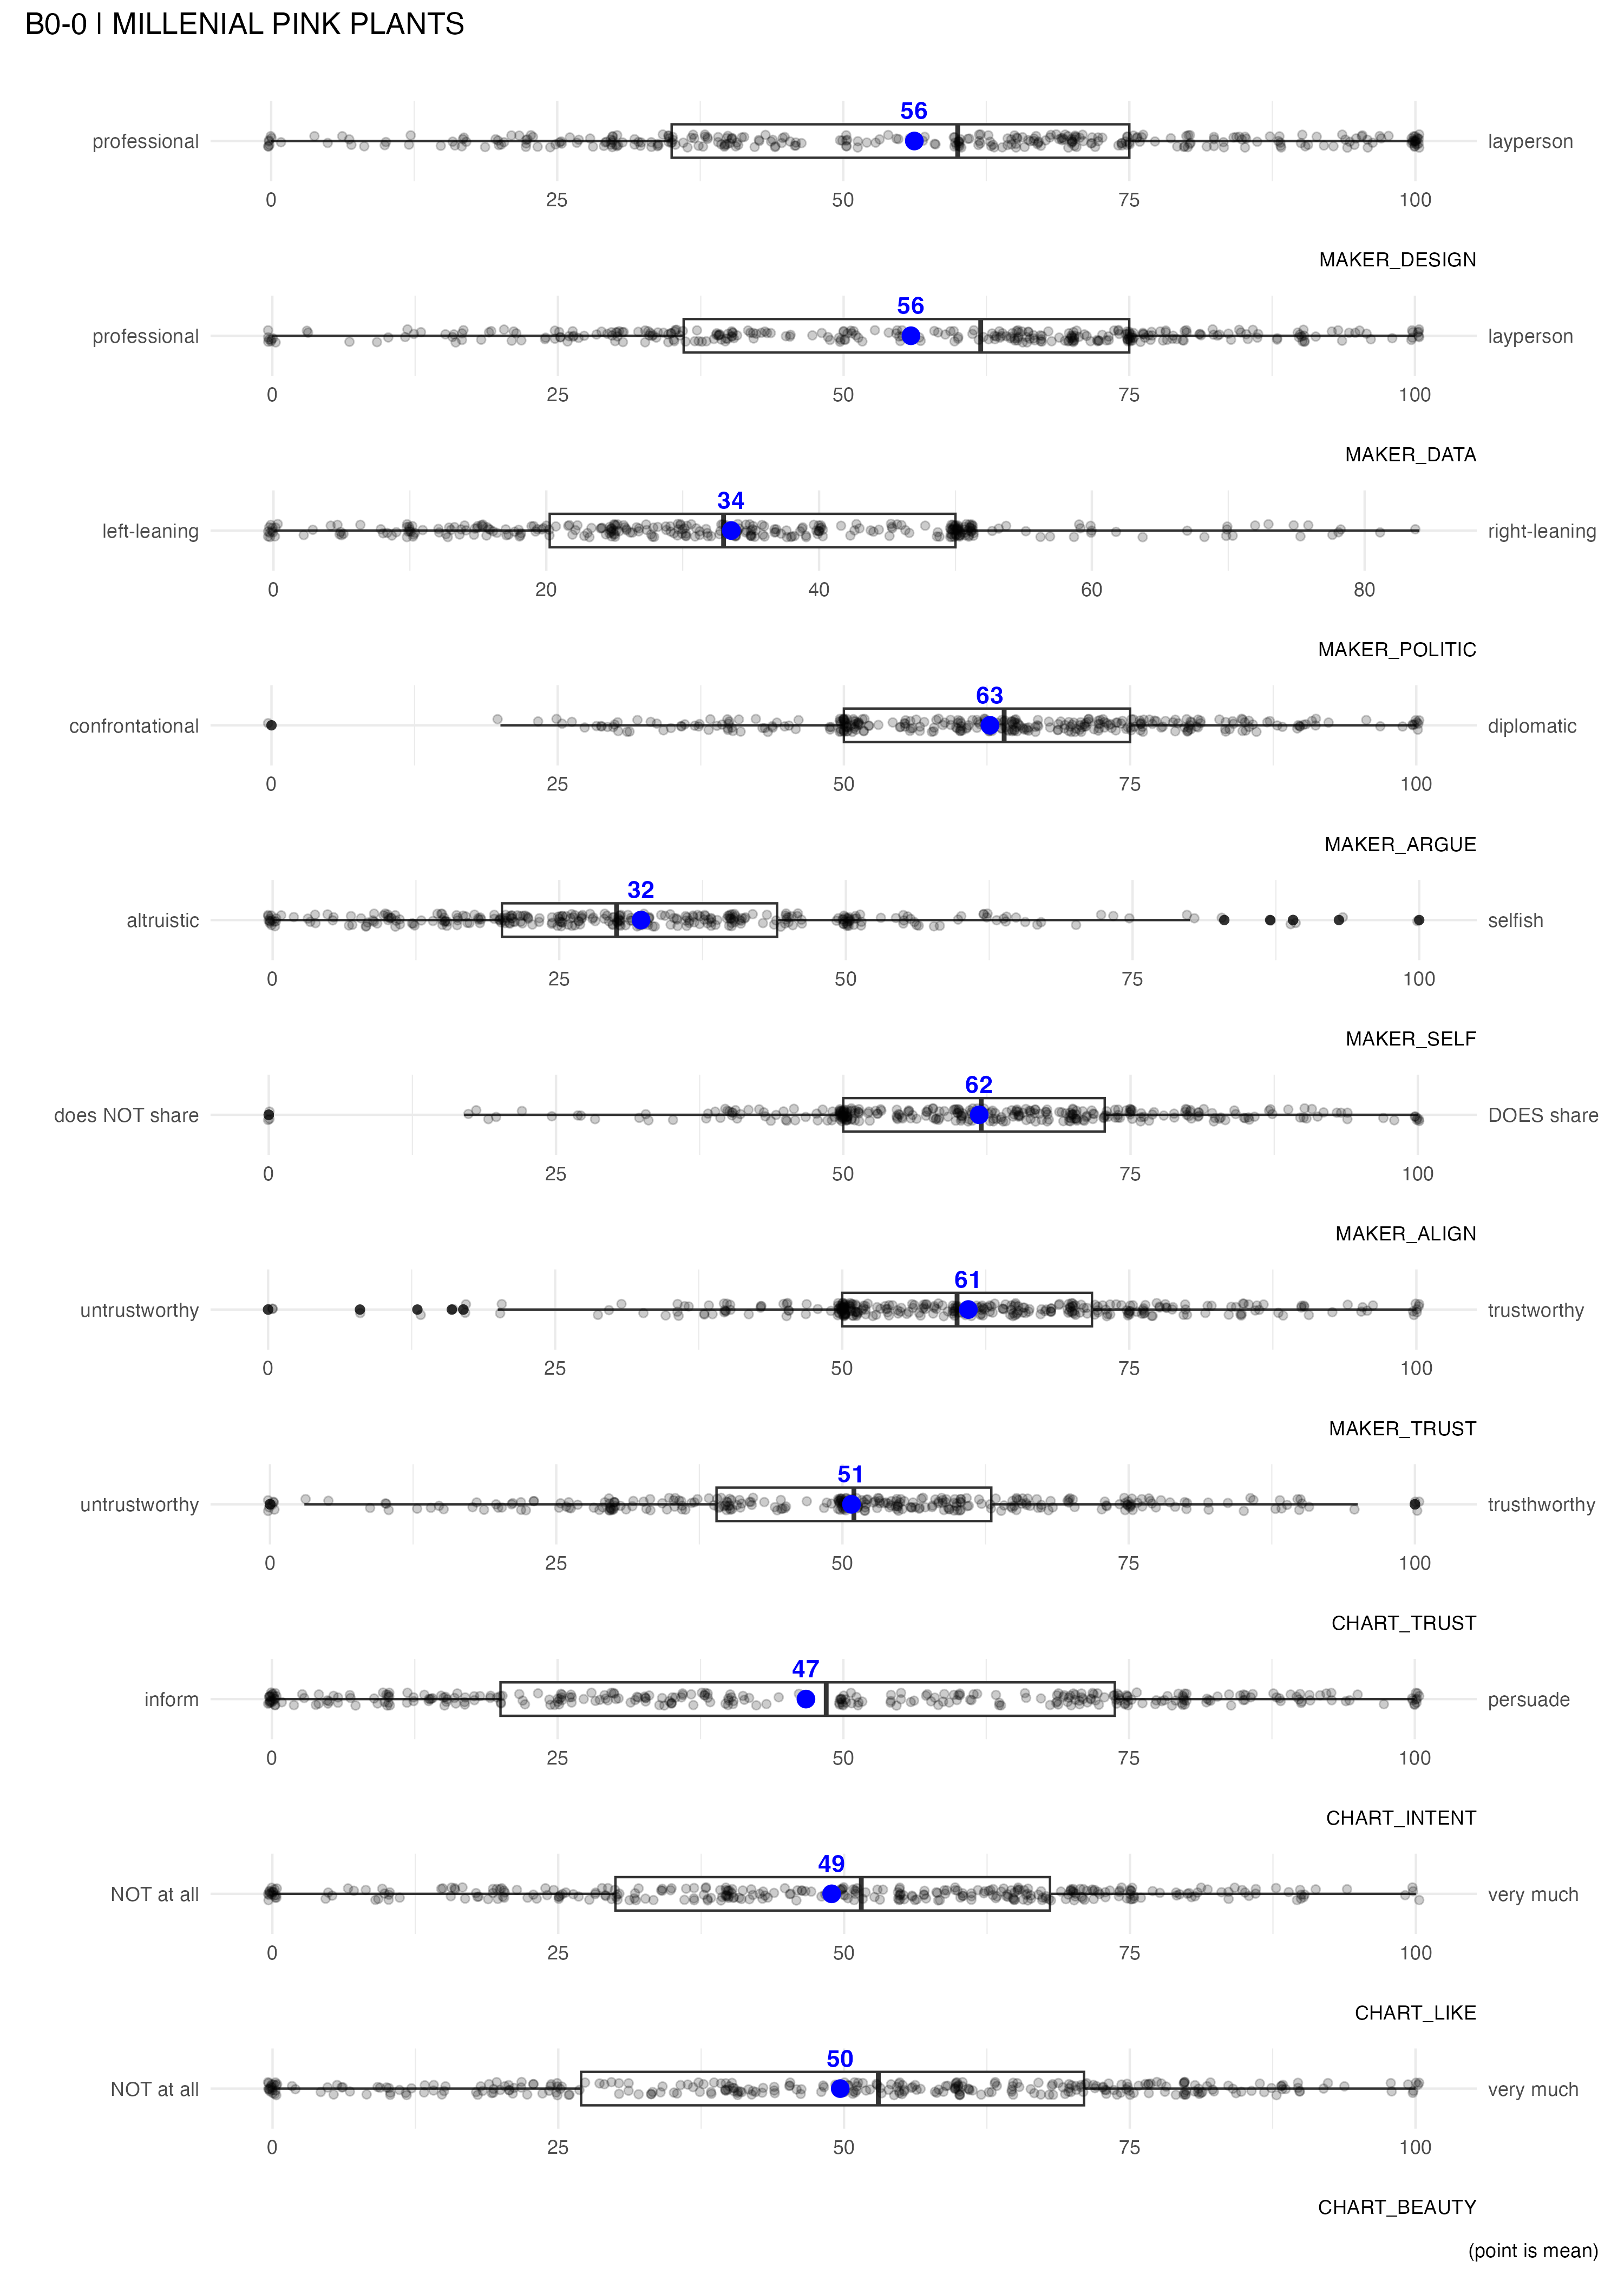 B0-0 | MILLENIAL PINK PLANTS
56
professional layperson
0 25 50 75 100
MAKER_DESIGN
56
professional layperson
0 25 50 75 100
MAKER_DATA
34
left-leaning right-leaning
0 20 40 60 80
MAKER_POLITIC
63
confrontational diplomatic
0 25 50 75 100
MAKER_ARGUE
32
altruistic selfish
0 25 50 75 100
MAKER_SELF
62
does NOT share DOES share
0 25 50 75 100
MAKER_ALIGN
61
untrustworthy trustworthy
0 25 50 75 100
MAKER_TRUST
51
untrustworthy trusthworthy
0 25 50 75 100
CHART_TRUST
47
inform persuade
0 25 50 75 100
CHART_INTENT
49
NOT at all very much
0 25 50 75 100
CHART_LIKE
50
NOT at all very much
0 25 50 75 100
CHART_BEAUTY
(point is mean)